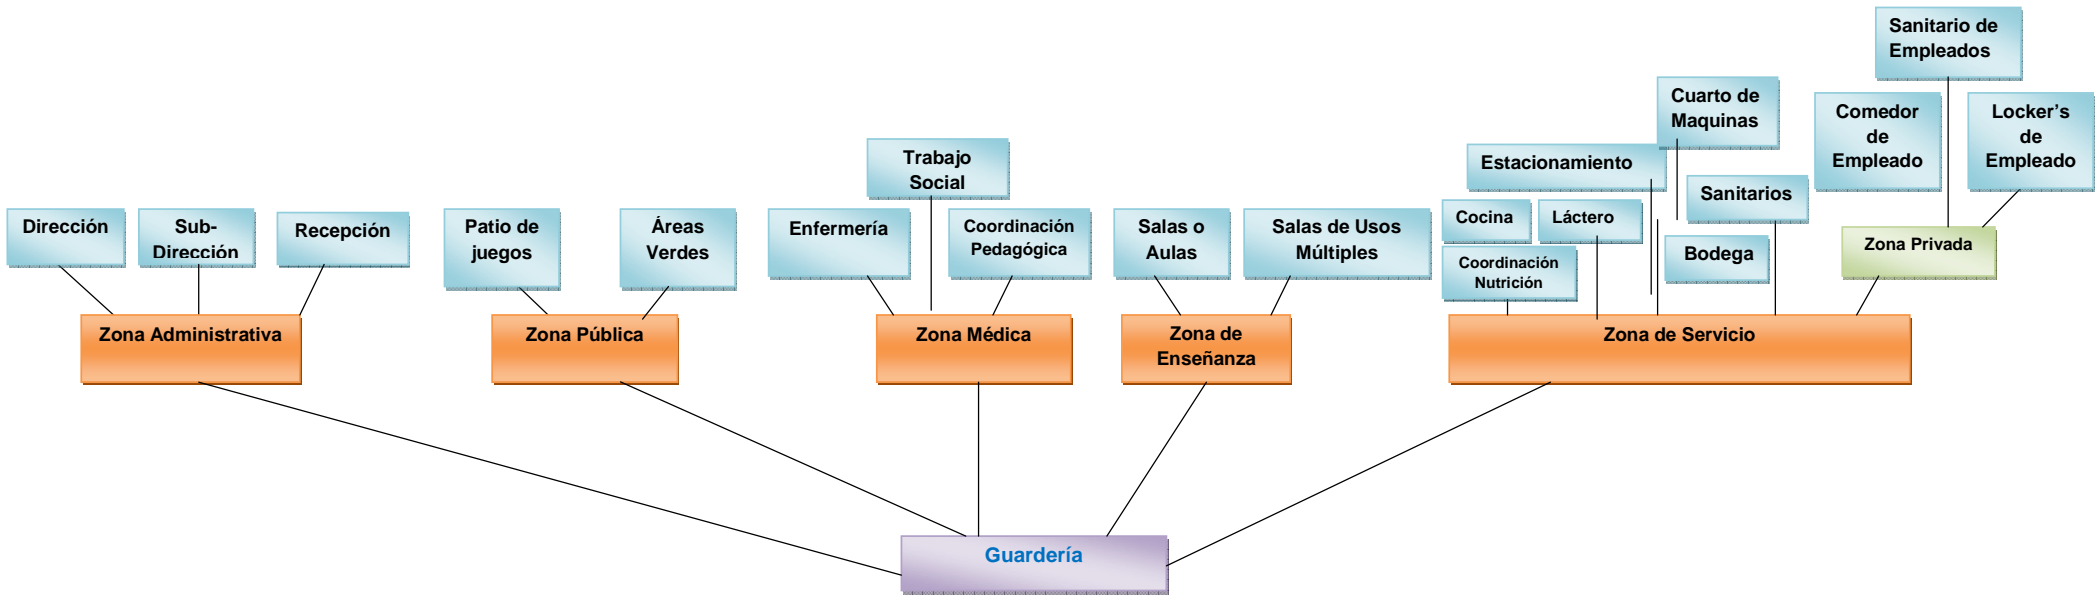 Sanitario de
Empleados
Cuarto de
Maquinas
Comedor
de
Empleado
Locker's
de
Empleado
Trabajo
Social
Estacionamiento
Sanitarios
Dirección
Sub-
Dirección
Recepción
Patio de
juegos
Áreas
Verdes
Enfermería
Coordinación
Pedagógica
Salas o
Aulas
Salas de Usos
Múltiples
Cocina
Láctero
Coordinación
Nutrición
Bodega
Zona Privada
Zona Administrativa
Zona Pública
Zona Médica
Zona de
Enseñanza
Zona de Servicio
Guardería